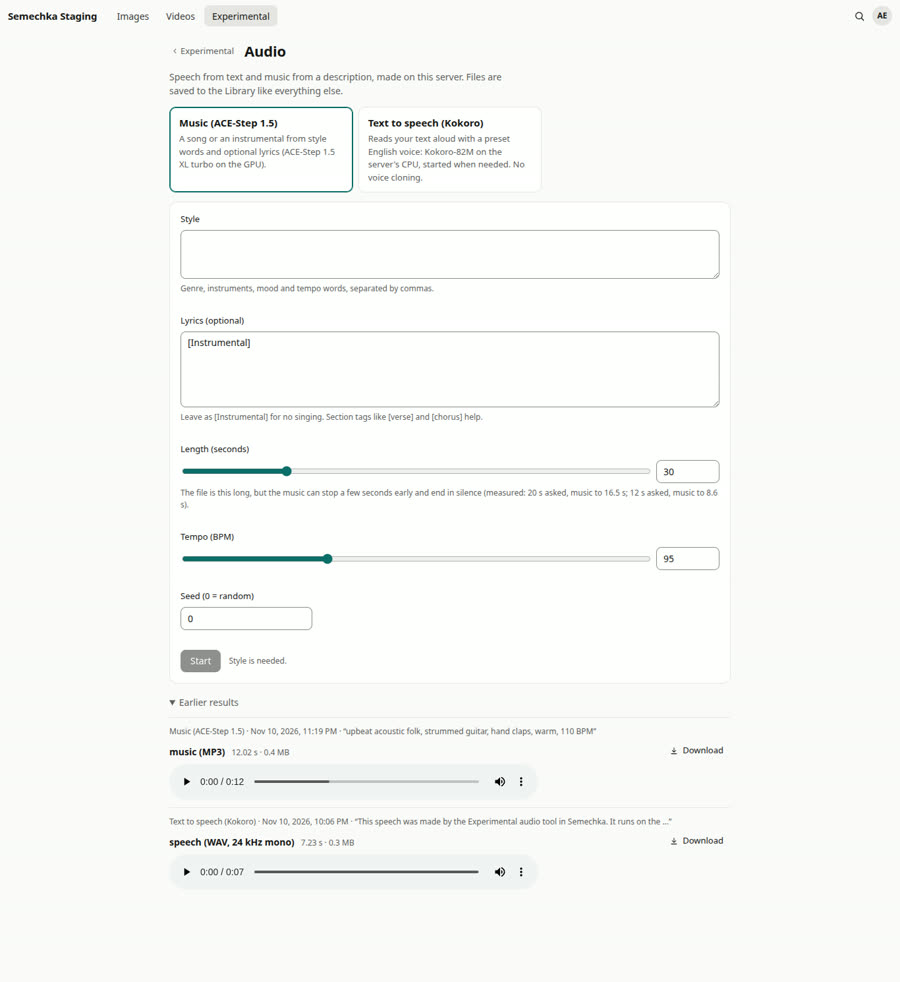 Semechka Staging
Images
Videos
Experimental
AE
Experimental
Audio
Speech from text and music from a description, made on this server. Files are
saved to the Library like everything else.
Music (ACE-Step 1.5)
A song or an instrumental from style
words and optional lyrics (ACE-Step 1.5
XL turbo on the GPU).
Text to speech (Kokoro)
Reads your text aloud with a preset
English voice: Kokoro-82M on the
server's CPU, started when needed. No
voice cloning.
Style
Genre, instruments, mood and tempo words, separated by commas.
Lyrics (optional)
[Instrumental]
Leave as [Instrumental] for no singing. Section tags like [verse] and [chorus] help.
Length (seconds)
30
The file is this long, but the music can stop a few seconds early and end in silence (measured: 20 s asked, music to 16.5 s; 12 s asked, music to 8.6
s).
Tempo (BPM)
95
Seed (0 = random)
0
Start
Style is needed.
Earlier results
Music (ACE-Step 1.5) · Nov 10, 2026, 11:19 PM · “upbeat acoustic folk, strummed guitar, hand claps, warm, 110 BPM”
music (MP3) 12.02 s · 0.4 MB
Download
0:00 / 0:12
Text to speech (Kokoro) · Nov 10, 2026, 10:06 PM · “This speech was made by the Experimental audio tool in Semechka. It runs on the ...”
speech (WAV, 24 kHz mono) 7.23 s · 0.3 MB
Download
0:00 / 0:07